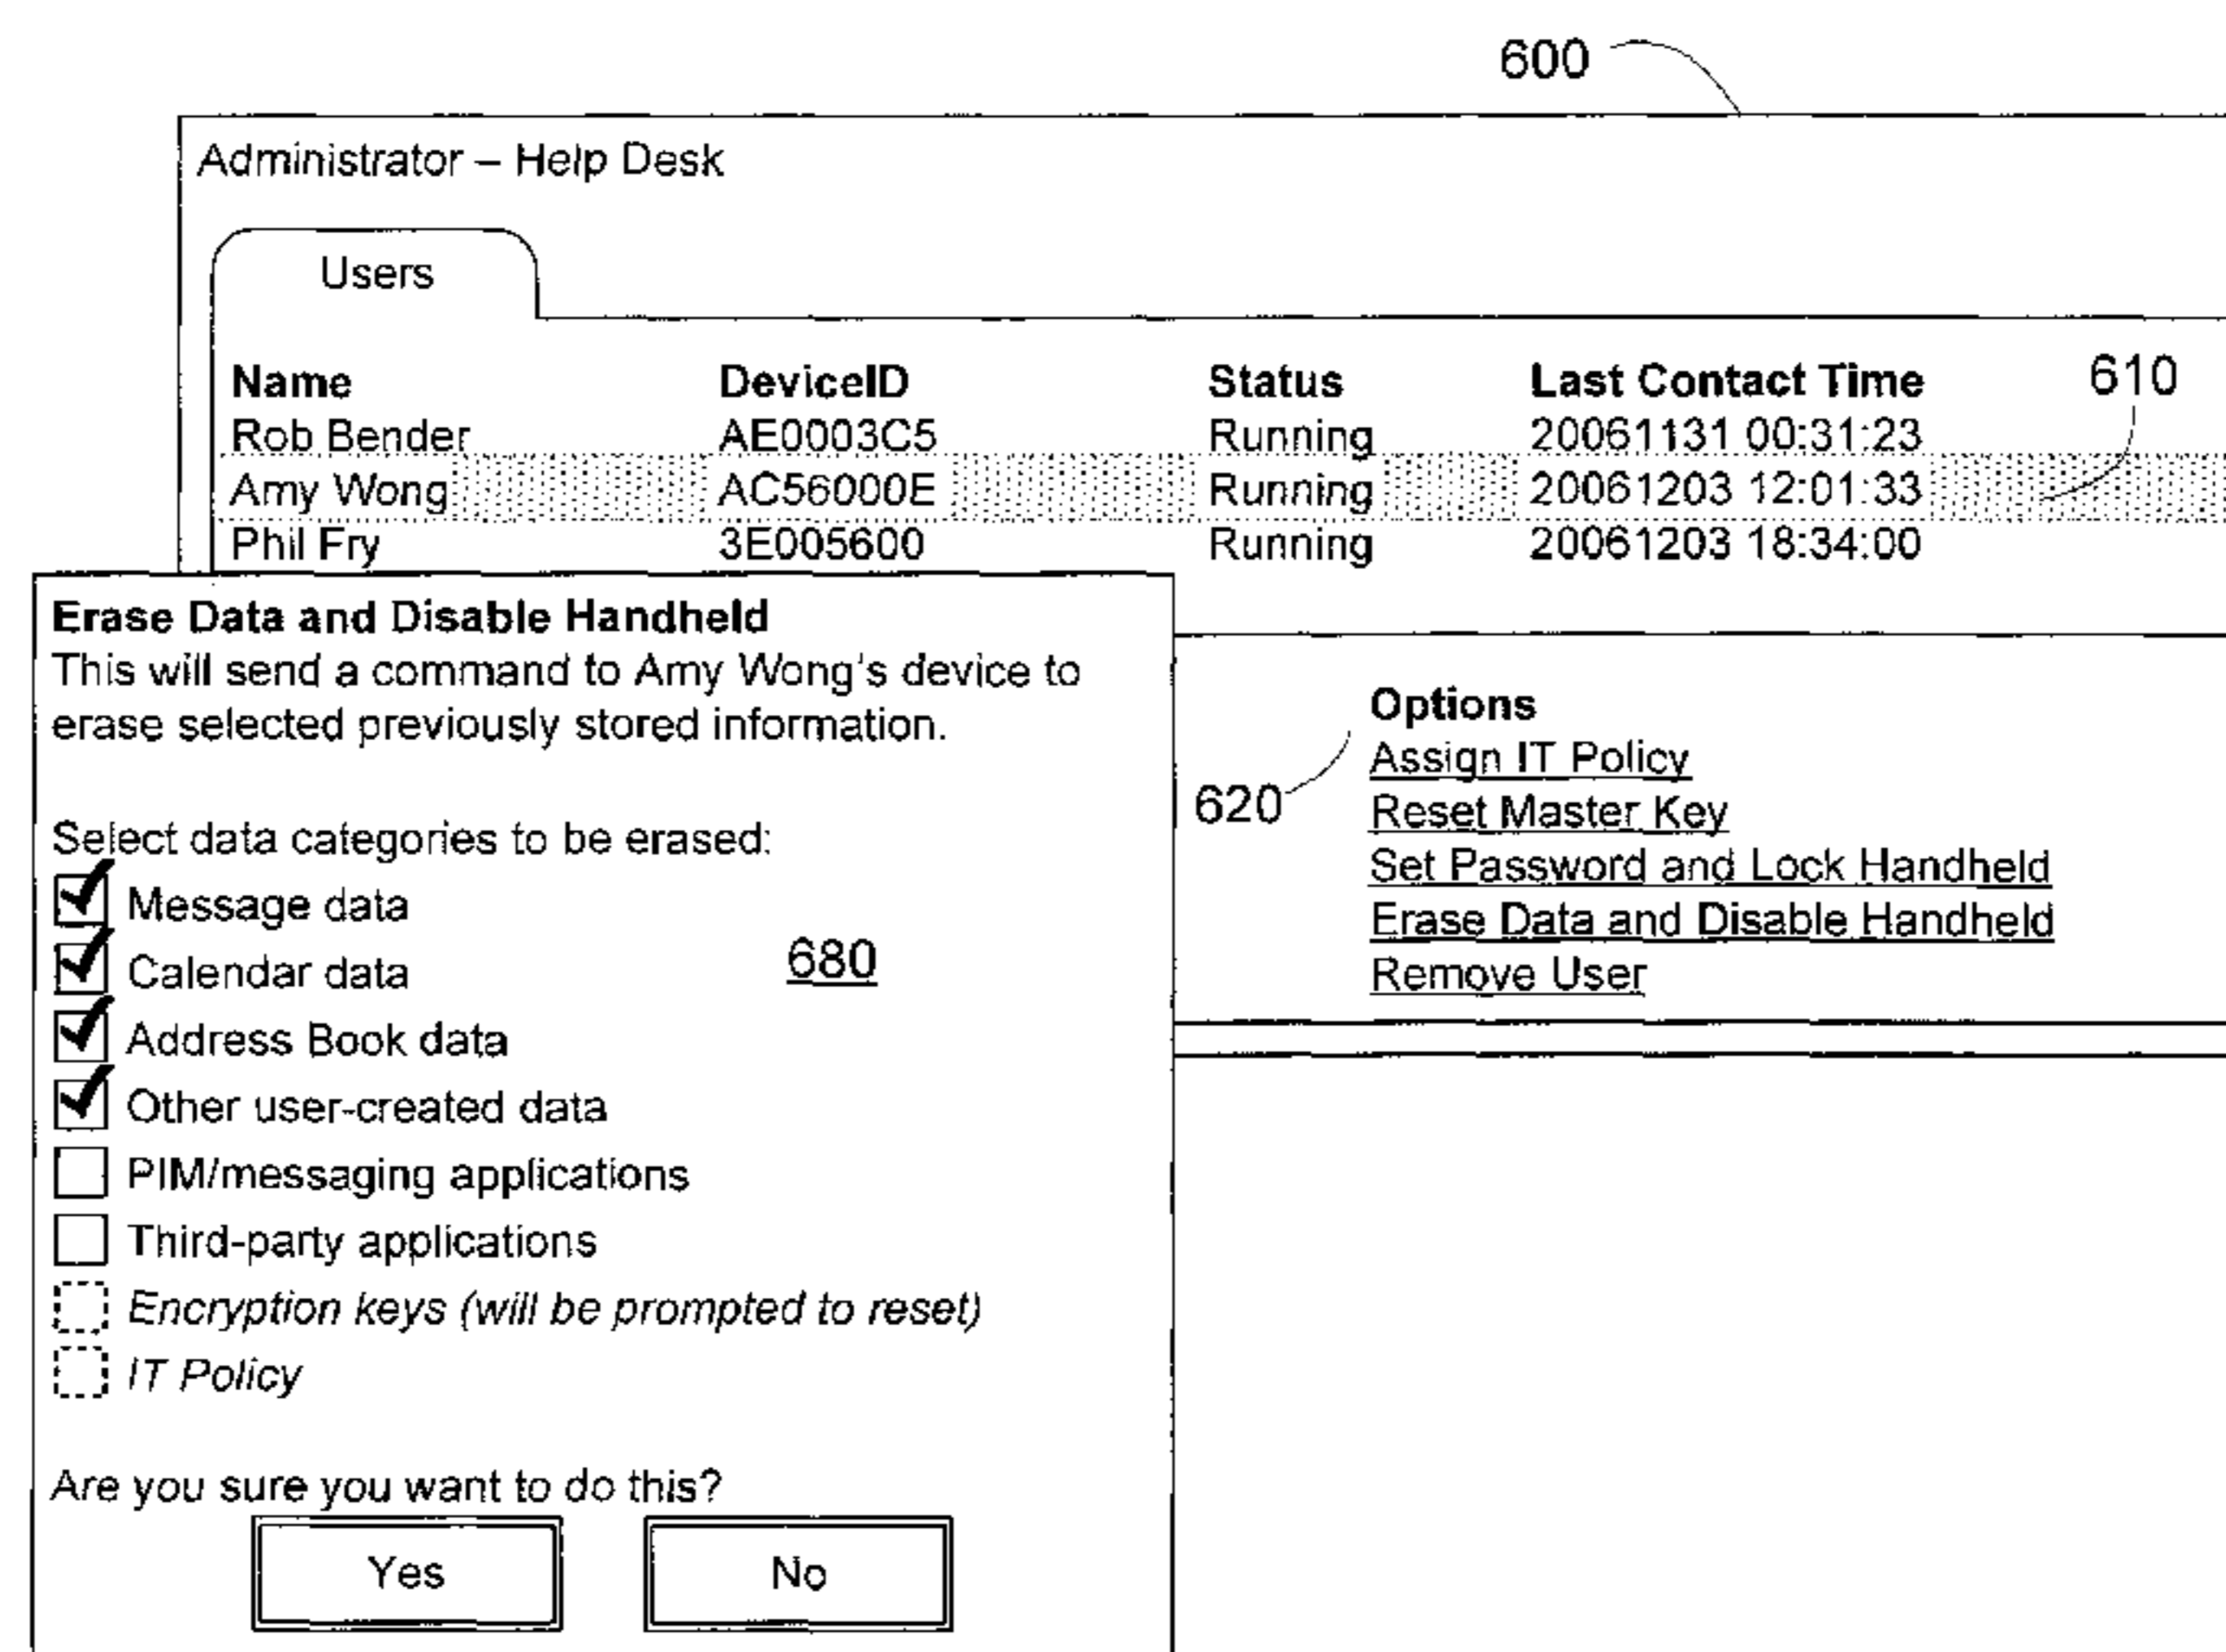 600
Administrator – Help Desk
Users
Name DeviceID Status Last Contact Time 610
Rob Bender AE0003C5 Running 20061131 00:31:23
Amy Wong AC56000E Running 20061203 12:01:33
Phil Fry 3E005600 Running 20061203 18:34:00
Erase Data and Disable Handheld
This will send a command to Amy Wong's device to
erase selected previously stored information.
Select data categories to be erased:
Message data
Calendar data
680
Address Book data
Other user-created data
PIM/messaging applications
Third-party applications
Encryption keys (will be prompted to reset)
IT Policy
Are you sure you want to do this?
Yes No
620
Options
Assign IT Policy
Reset Master Key
Set Password and Lock Handheld
Erase Data and Disable Handheld
Remove User